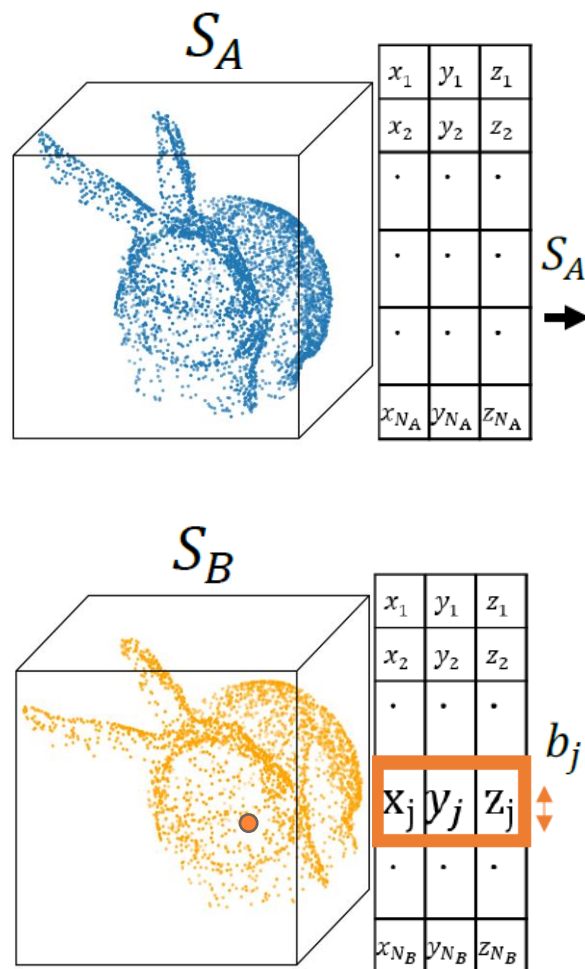 S_A
x_1 y_1 z_1
x_2 y_2 z_2
. . .
. . .
. . .
x_{N_A} y_{N_A} z_{N_A}
S_A
S_B
x_1 y_1 z_1
x_2 y_2 z_2
. . .
x_j y_j z_j
b_j
. . .
x_{N_B} y_{N_B} z_{N_B}